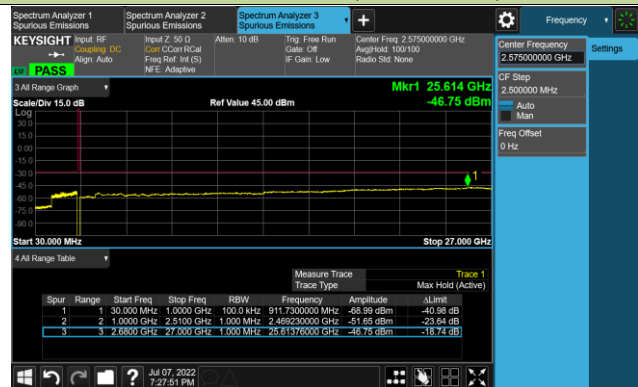 Spectrum Analyzer 1
Spurious Emissions
Spectrum Analyzer 2
Spurious Emissions
Spectrum Analyzer 3
Spurious Emissions
Frequency
KEYSIGHT
Input: RF
Coupling: DC
Align: Auto
Input Z: 50 Ω
Corr CCorr RCal
Freq Ref: Int (S)
NFE: Adaptive
Atten: 10 dB
Trig: Free Run
Gate: Off
IF Gain: Low
Center Freq: 2.575000000 GHz
Avg|Hold: 100/100
Radio Std: None
PASS
Center Frequency
2.575000000 GHz
Settings
CF Step
2.500000 MHz
Auto
Man
Freq Offset
0 Hz
3 All Range Graph
Mkr1 25.614 GHz
-46.75 dBm
Scale/Div 15.0 dB
Ref Value 45.00 dBm
Log
30.0
15.0
0.00
-15.0
-30.0
-45.0
-60.0
-75.0
-90.0
1
Start 30.000 MHz
Stop 27.000 GHz
4 All Range Table
Measure Trace Trace 1
Trace Type Max Hold (Active)
Spur Range Start Freq Stop Freq RBW Frequency Amplitude ΔLimit
1 1 30.000 MHz 1.0000 GHz 100.0 kHz 911.7300000 MHz -68.99 dBm -40.98 dB
2 2 1.0000 GHz 2.5100 GHz 1.000 MHz 2.469230000 GHz -51.65 dBm -23.64 dB
3 3 2.6800 GHz 27.000 GHz 1.000 MHz 25.61376000 GHz -46.75 dBm -18.74 dB
Jul 07, 2022
7:27:51 PM